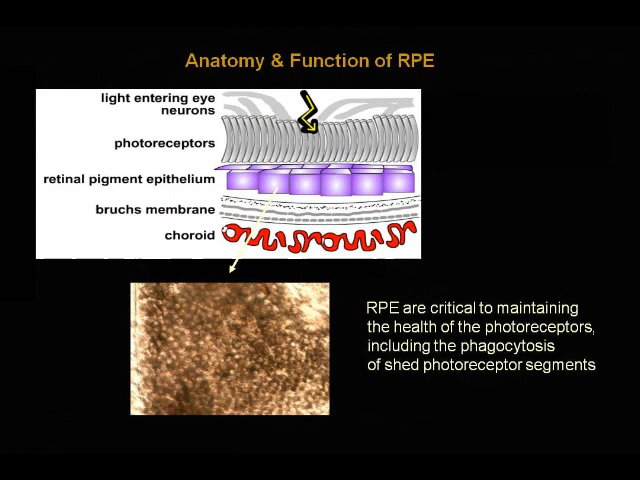 Anatomy & Function of RPE
light entering eye
neurons
photoreceptors
retinal pigment epithelium
bruchs membrane
choroid
RPE are critical to maintaining
the health of the photoreceptors,
including the phagocytosis
of shed photoreceptor segments